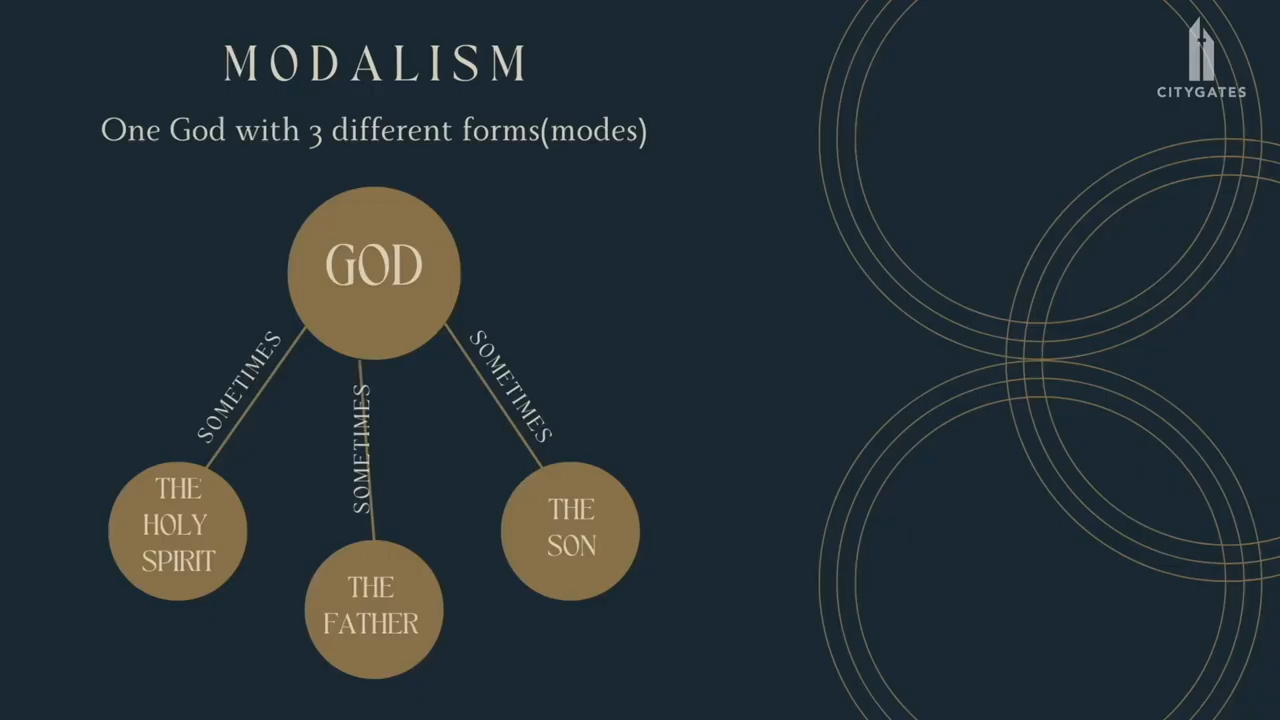 MODALISM
One God with 3 different forms(modes)
CITYGATES
GOD
SOMETIMES
SOMETIMES
SOMETIMES
THE
HOLY
SPIRIT
THE
FATHER
THE
SON